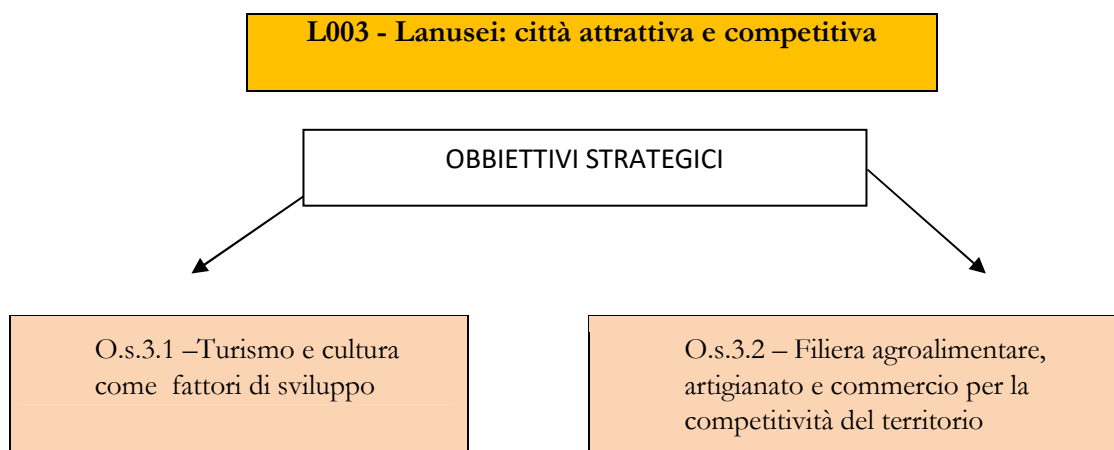 L003 - Lanusei: città attrattiva e competitiva
OBBIETTIVI STRATEGICI
O.s.3.1 –Turismo e cultura
come fattori di sviluppo
O.s.3.2 – Filiera agroalimentare,
artigianato e commercio per la
competitività del territorio